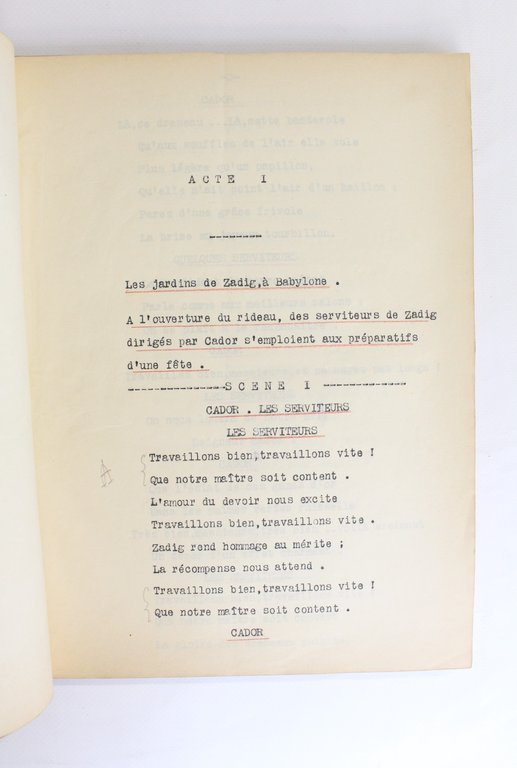 ACTE I
---------
Les jardins de Zadig,à Babylone .
A l'ouverture du rideau, des serviteurs de Zadig
dirigés par Cador s'emploient aux préparatifs
d'une fête .
----------------SCENE I --------------
CADOR . LES SERVITEURS
LES SERVITEURS
A
Travaillons bien,travaillons vite !
Que notre maître soit content .
L'amour du devoir nous excite
Travaillons bien,travaillons vite .
Zadig rend hommage au mérite ;
La récompense nous attend .
Travaillons bien,travaillons vite !
Que notre maître soit content .
CADOR